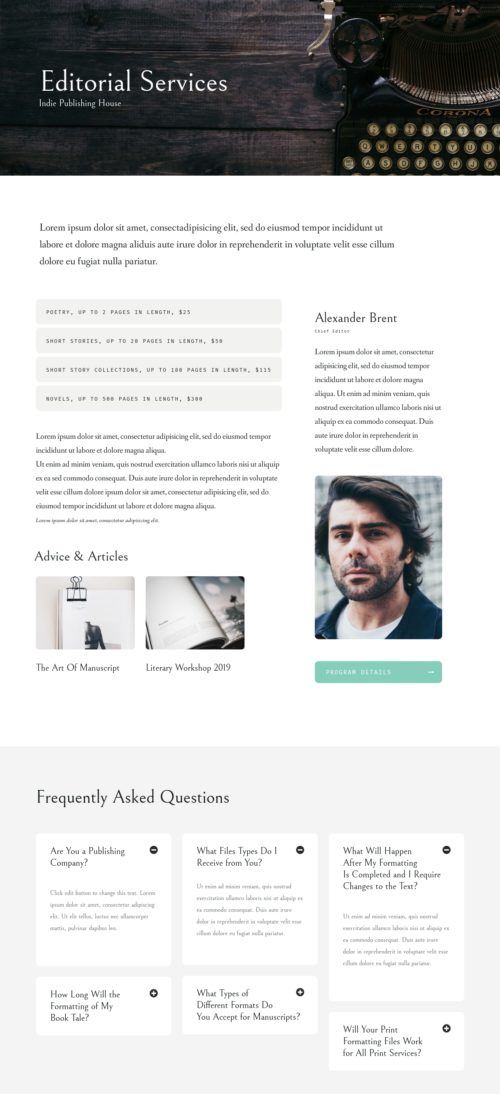 Editorial Services
Indie Publishing House
CORONA
Q W E R T Y U I
A S D F G H J K
Lorem ipsum dolor sit amet, consectadipisicing elit, sed do eiusmod tempor incididunt ut
labore et dolore magna aliduis aute irure dolor in reprehenderit in voluptate velit esse cillum
dolore eu fugiat nulla pariatur.
POETRY, UP TO 2 PAGES IN LENGTH, $25
SHORT STORIES, UP TO 20 PAGES IN LENGTH, $50
SHORT STORY COLLECTIONS, UP TO 100 PAGES IN LENGTH, $115
NOVELS, UP TO 500 PAGES IN LENGTH, $300
Lorem ipsum dolor sit amet, consectetur adipisicing elit, sed do eiusmod tempor
incididunt ut labore et dolore magna aliqua.
Ut enim ad minim veniam, quis nostrud exercitation ullamco laboris nisi ut aliquip
ex ea sed commodo consequat. Duis aute irure dolor in reprehenderit in voluptate
velit esse cillum dolore ipsum dolor sit amet, consectetur adipisicing elit, sed do
eiusmod tempor incididunt ut labore et dolore magna aliqua.
Lorem ipsum dolor sit amet, consectetur adipisicing elit.
Advice & Articles
The Art Of Manuscript
Literary Workshop 2019
Alexander Brent
Chief Editor
Lorem ipsum dolor sit amet, consectetur
adipisicing elit, sed do eiusmod tempor
incididunt ut labore et dolore magna
aliqua. Ut enim ad minim veniam, quis
nostrud exercitation ullamco laboris nisi ut
aliquip ex ea commodo consequat. Duis
aute irure dolor in reprehenderit in
voluptate velit esse cillum dolore.
PROGRAM DETAILS →
Frequently Asked Questions
Are You a Publishing
Company?
Click edit button to change this text. Lorem
ipsum dolor sit amet, consectetur adipiscing
elit. Ut elit tellus, luctus nec ullamcorper
mattis, pulvinar dapibus leo.
How Long Will the
Formatting of My
Book Take?
What Files Types Do I
Receive from You?
Ut enim ad minim veniam, quis nostrud
exercitation ullamco laboris nisi ut aliquip ex
ea commodo consequat. Duis aute irure
dolor in reprehenderit in voluptate velit esse
cillum dolore eu fugiat nulla pariatur.
What Types of
Different Formats Do
You Accept for Manuscripts?
What Will Happen
After My Formatting
Is Completed and I Require
Changes to the Text?
Ut enim ad minim veniam, quis nostrud
exercitation ullamco laboris nisi ut aliquip ex
ea commodo consequat. Duis aute irure
dolor in reprehenderit in voluptate velit esse
cillum dolore eu fugiat nulla pariatur.
Will Your Print
Formatting Files Work
for All Print Services?